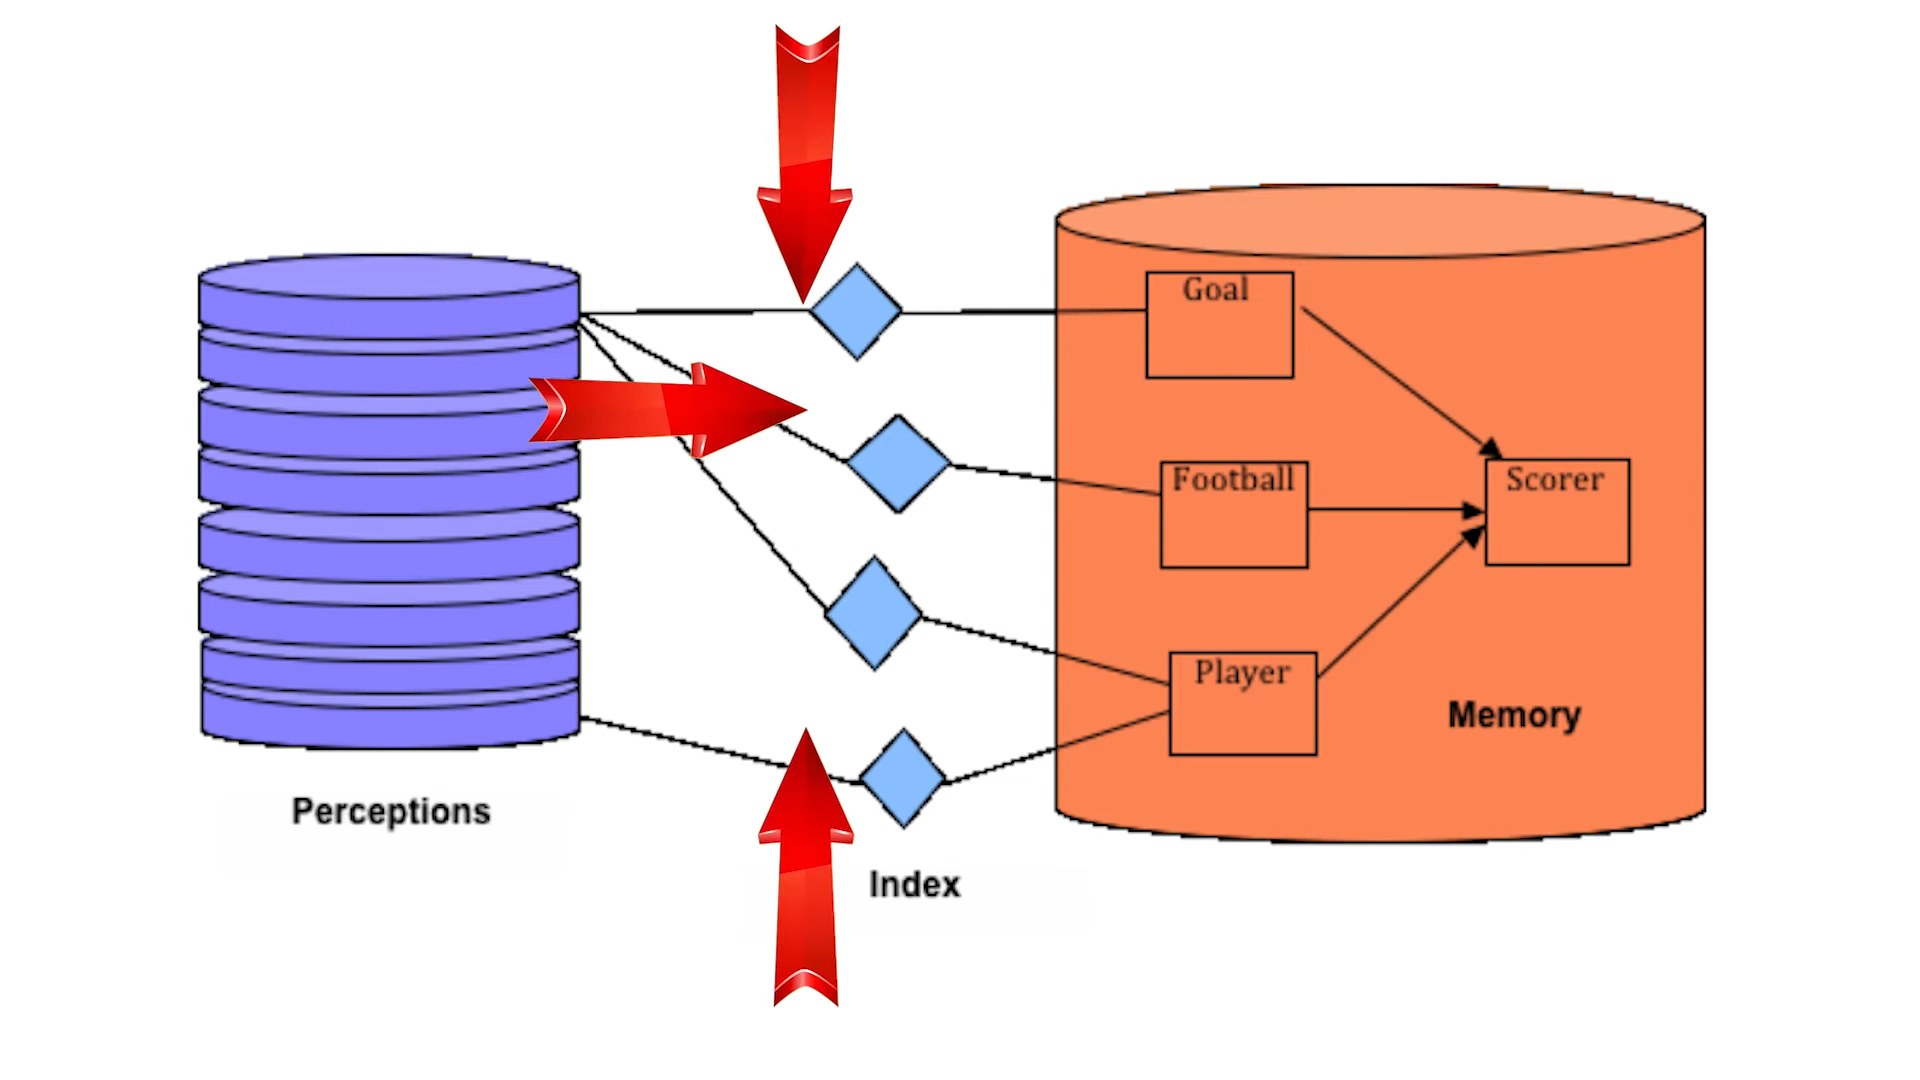 Goal
Football
Scorer
Player
Memory
Perceptions
Index